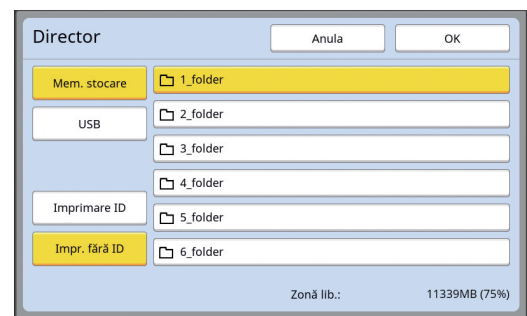 Director
Anula
OK
Mem. stocare
USB
Imprimare ID
Impr. fără ID
1_folder
2_folder
3_folder
4_folder
5_folder
6_folder
Zonă lib.: 11339MB (75%)